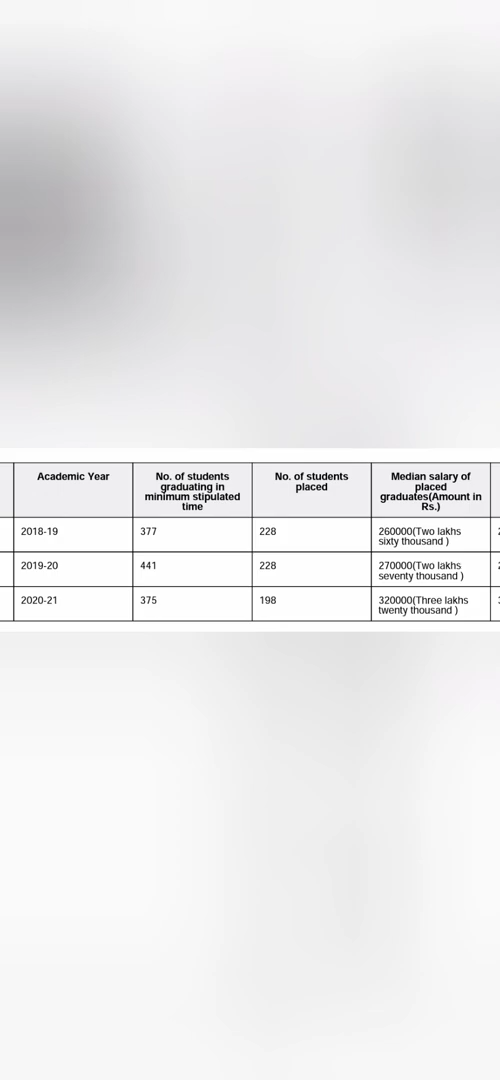 Academic Year
No. of students
graduating in
minimum stipulated
time
No. of students
placed
Median salary of
placed
graduates(Amount in
Rs.)
2018-19
377
228
260000(Two lakhs
sixty thousand )
2019-20
441
228
270000(Two lakhs
seventy thousand )
2020-21
375
198
320000(Three lakhs
twenty thousand )